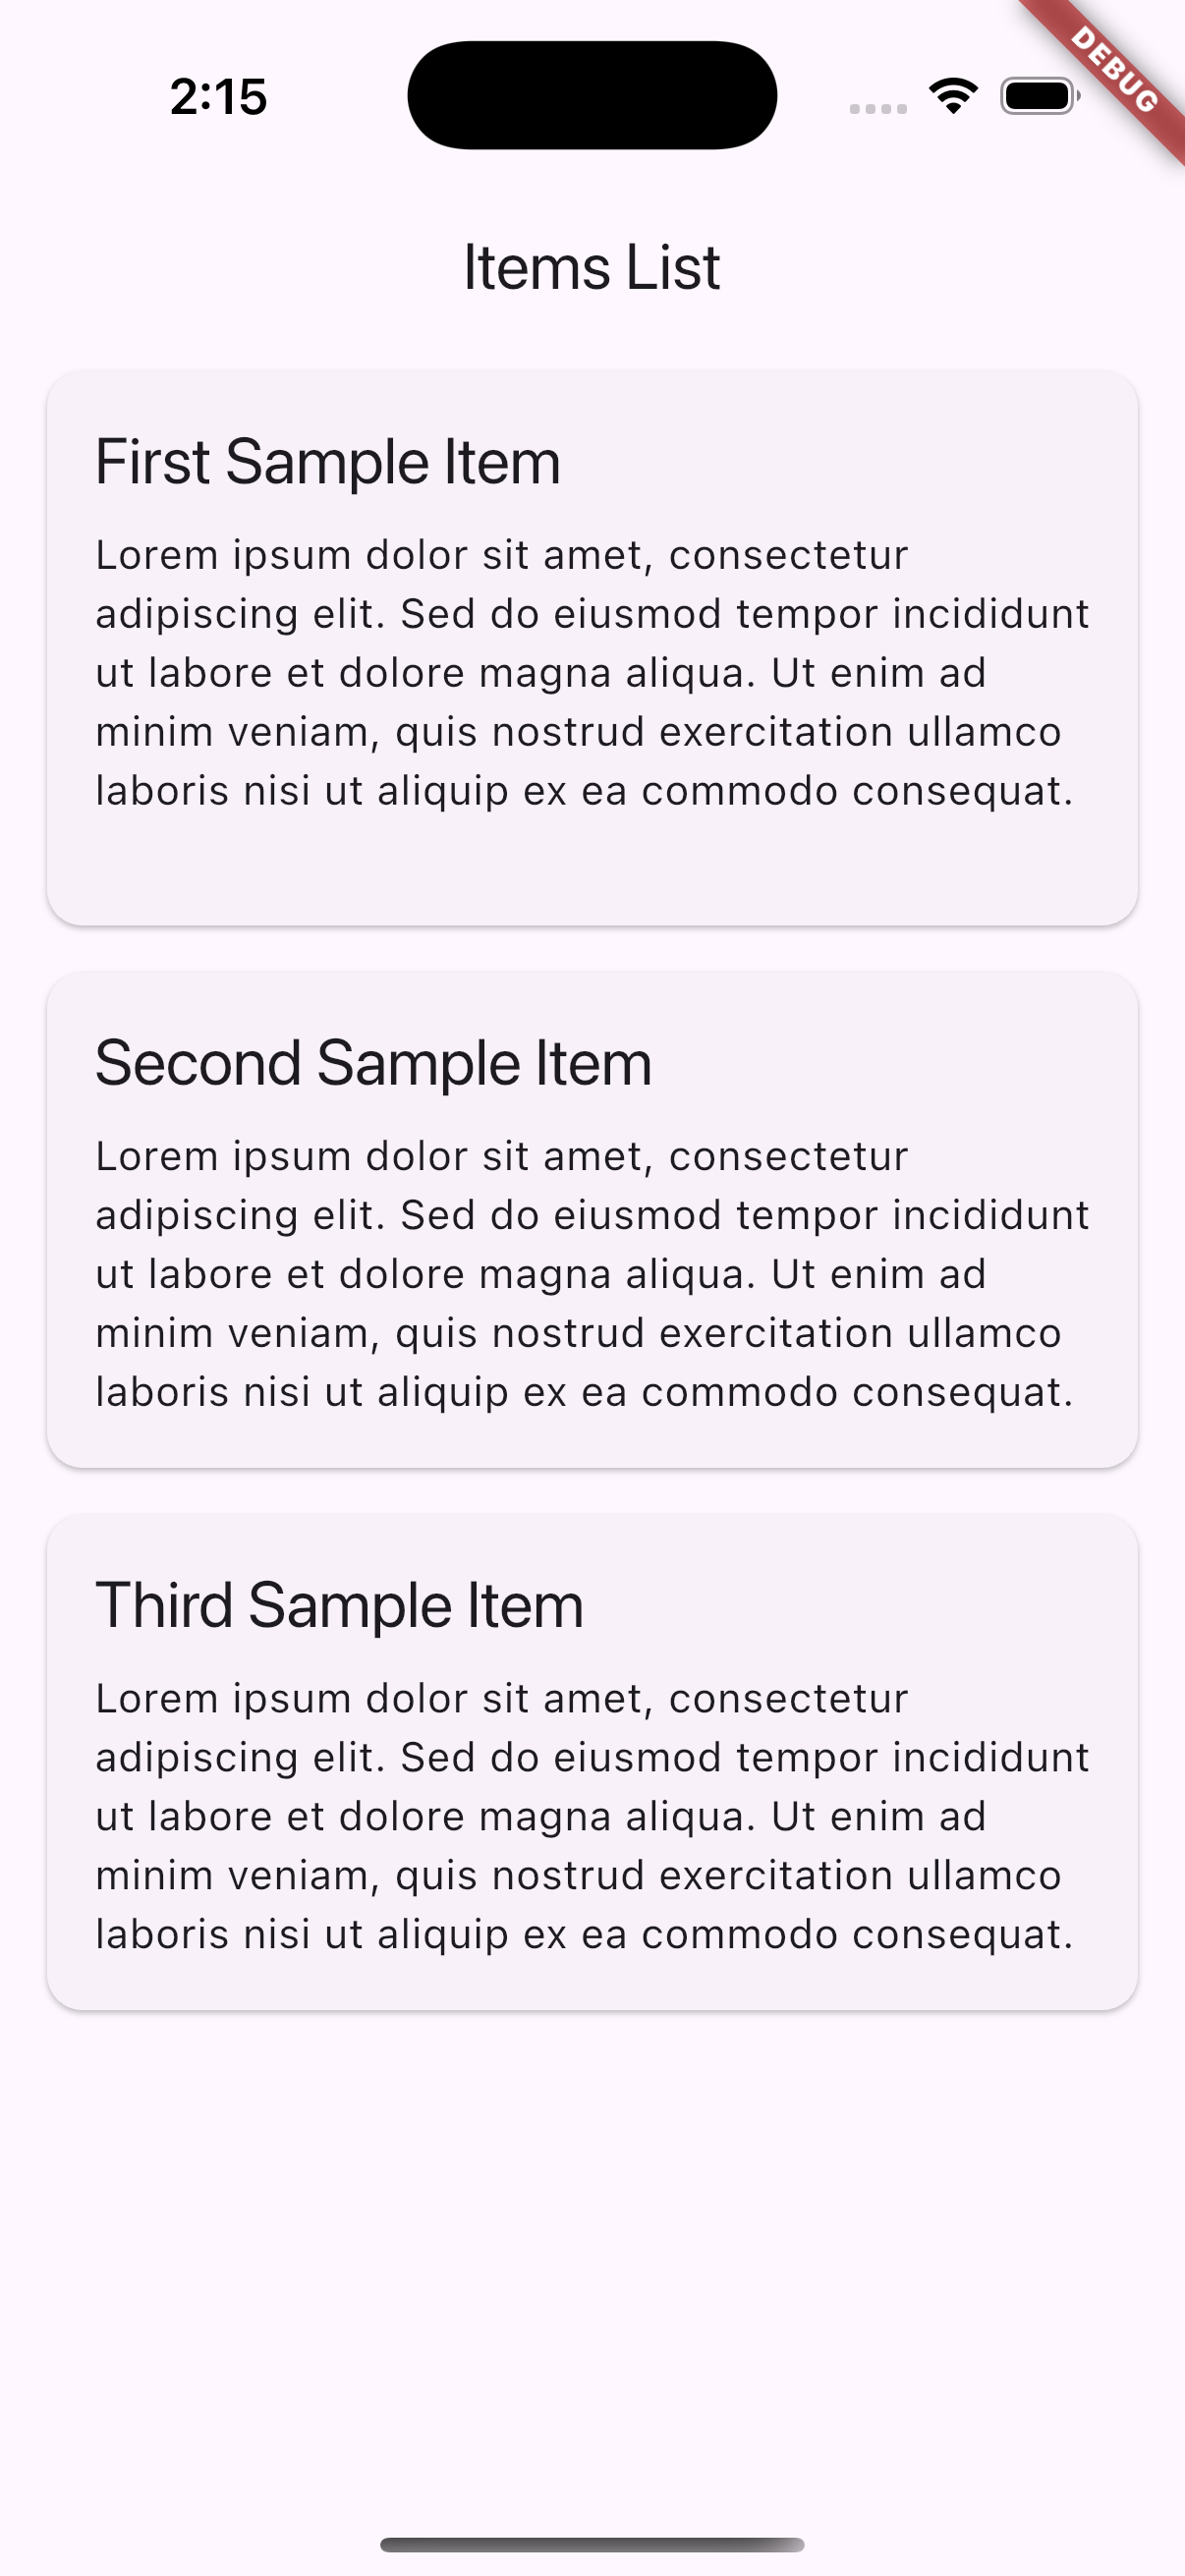 2:15
DEBUG
Items List
First Sample Item
Lorem ipsum dolor sit amet, consectetur
adipiscing elit. Sed do eiusmod tempor incididunt
ut labore et dolore magna aliqua. Ut enim ad
minim veniam, quis nostrud exercitation ullamco
laboris nisi ut aliquip ex ea commodo consequat.
Second Sample Item
Lorem ipsum dolor sit amet, consectetur
adipiscing elit. Sed do eiusmod tempor incididunt
ut labore et dolore magna aliqua. Ut enim ad
minim veniam, quis nostrud exercitation ullamco
laboris nisi ut aliquip ex ea commodo consequat.
Third Sample Item
Lorem ipsum dolor sit amet, consectetur
adipiscing elit. Sed do eiusmod tempor incididunt
ut labore et dolore magna aliqua. Ut enim ad
minim veniam, quis nostrud exercitation ullamco
laboris nisi ut aliquip ex ea commodo consequat.